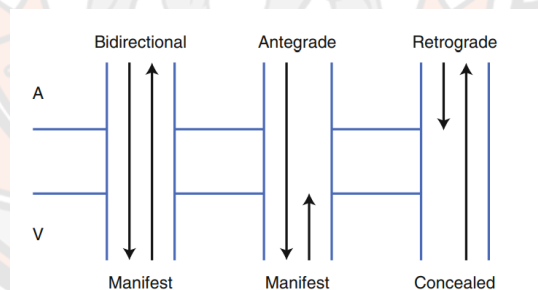 Bidirectional Antegrade Retrograde
A
V
Manifest Manifest Concealed